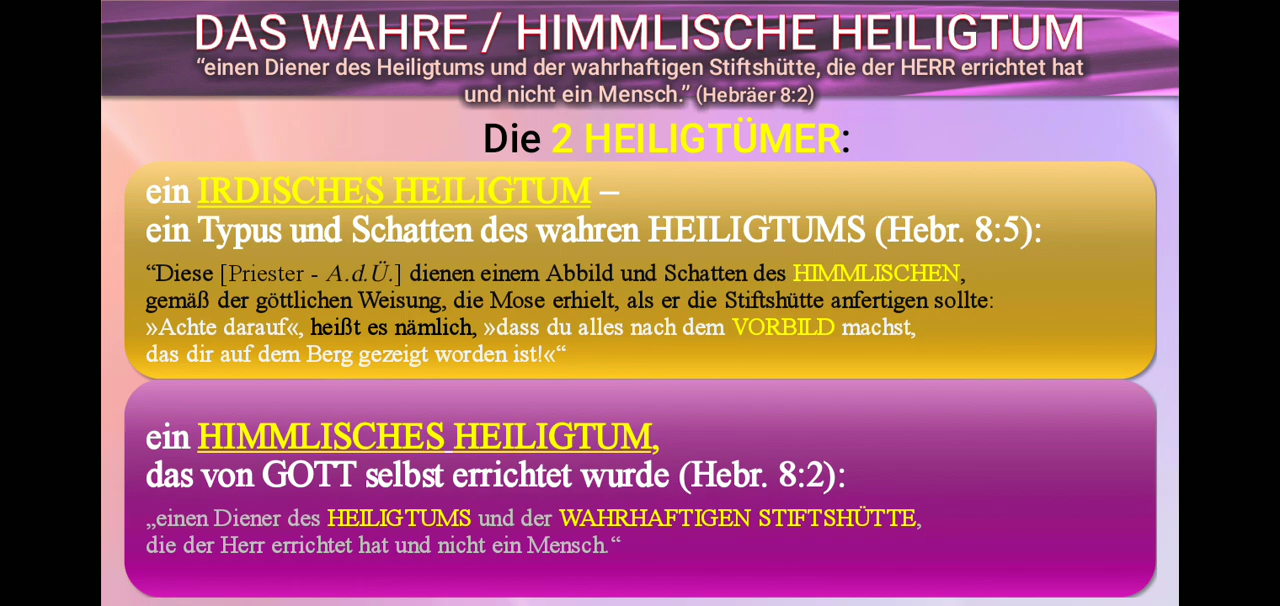 DAS WAHRE / HIMMLISCHE HEILIGTUM
“einen Diener des Heiligtums und der wahrhaftigen Stiftshütte, die der HERR errichtet hat
und nicht ein Mensch.” (Hebräer 8:2)
Die 2 HEILIGTÜMER:
ein IRDISCHES HEILIGTUM –
ein Typus und Schatten des wahren HEILIGTUMS (Hebr. 8:5):
“Diese [Priester - A.d.Ü.] dienen einem Abbild und Schatten des HIMMLISCHEN,
gemäß der göttlichen Weisung, die Mose erhielt, als er die Stiftshütte anfertigen sollte:
»Achte darauf«, heißt es nämlich, »dass du alles nach dem VORBILD machst,
das dir auf dem Berg gezeigt worden ist!«“
ein HIMMLISCHES HEILIGTUM,
das von GOTT selbst errichtet wurde (Hebr. 8:2):
„einen Diener des HEILIGTUMS und der WAHRHAFTIGEN STIFTSHÜTTE,
die der Herr errichtet hat und nicht ein Mensch.“